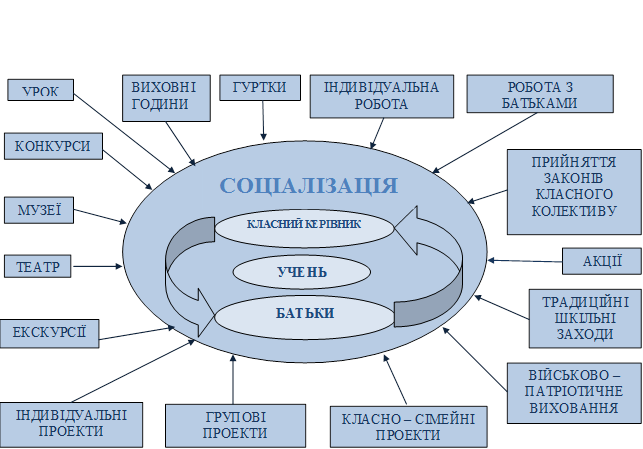 УРОК
ВИХОВНІ
ГОДИНИ
ГУРТКИ
ІНДИВІДУАЛЬНА
РОБОТА
РОБОТА З
БАТЬКАМИ
КОНКУРСИ
ПРИЙНЯТТЯ
ЗАКОНІВ
КЛАСНОГО
КОЛЕКТИВУ
МУЗЕЇ
ТЕАТР
ЕКСКУРСІЇ
СОЦІАЛІЗАЦІЯ
КЛАСНИЙ КЕРІВНИК
УЧЕНЬ
БАТЬКИ
АКЦІЇ
ТРАДИЦІЙНІ
ШКІЛЬНІ
ЗАХОДИ
ВІЙСЬКОВО –
ПАТРІОТИЧНЕ
ВИХОВАННЯ
ІНДИВІДУАЛЬНІ
ПРОЕКТИ
ГРУПОВІ
ПРОЕКТИ
КЛАСНО – СІМЕЙНІ
ПРОЕКТИ